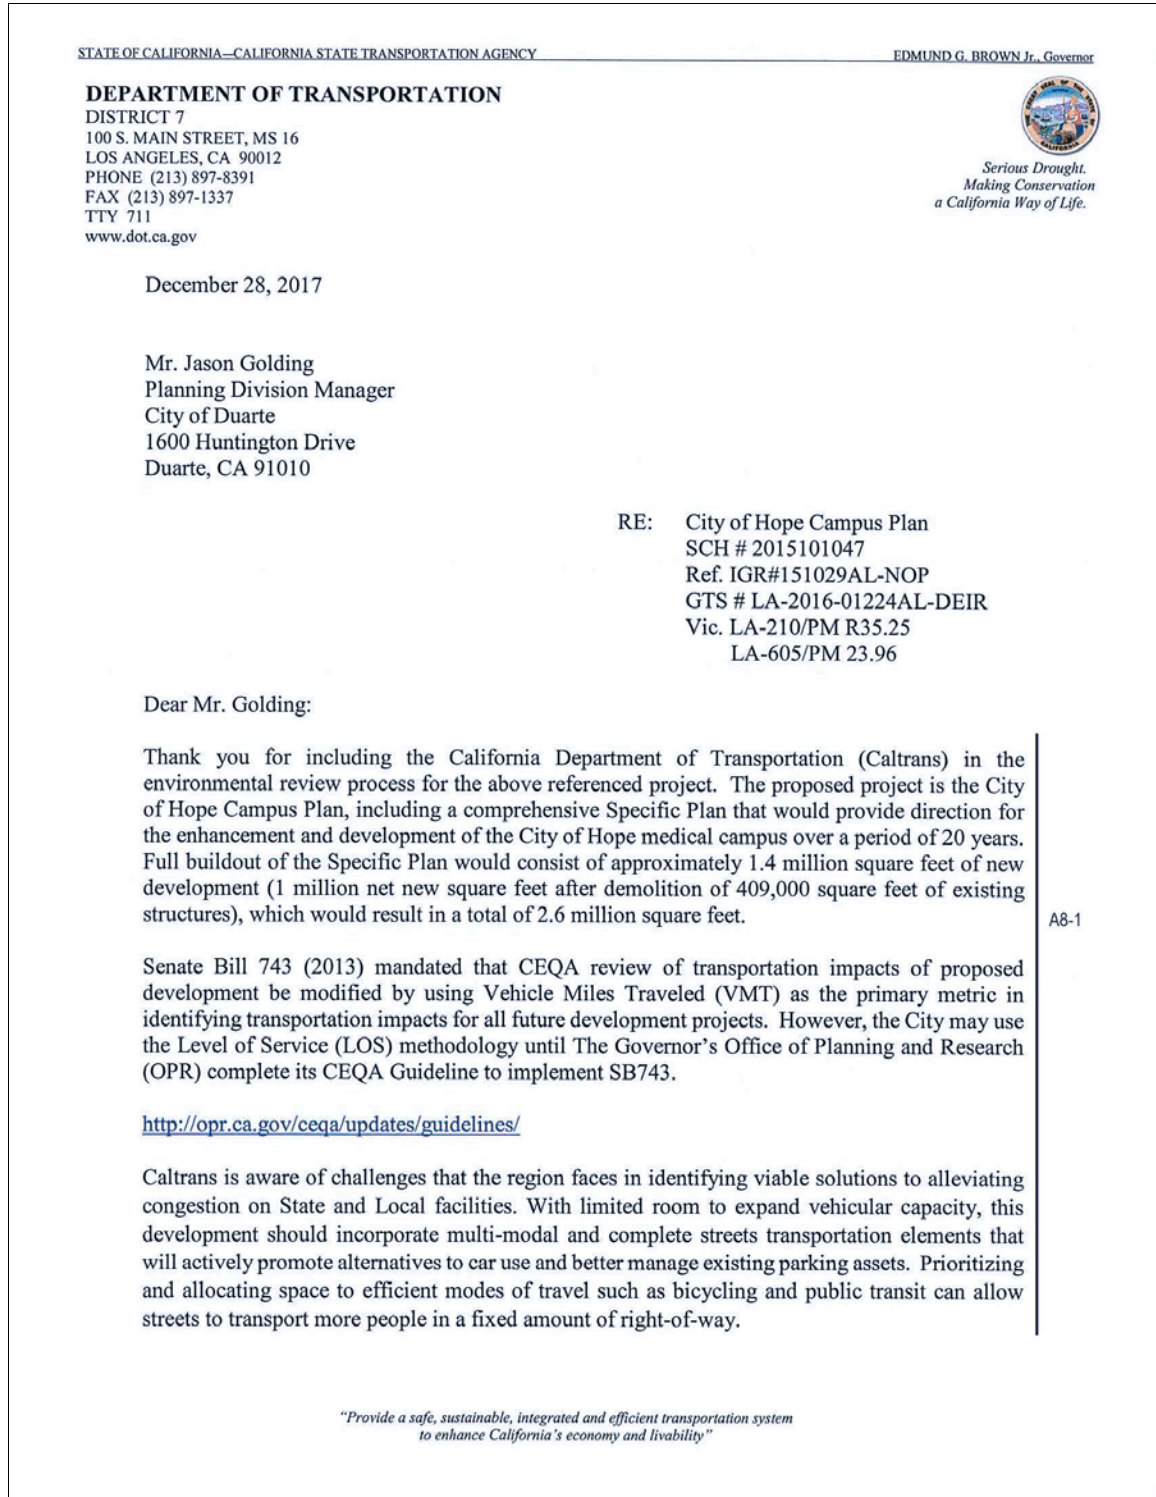 STATE OF CALIFORNIA—CALIFORNIA STATE TRANSPORTATION AGENCY
EDMUND G. BROWN Jr., Governor
DEPARTMENT OF TRANSPORTATION
DISTRICT 7
100 S. MAIN STREET, MS 16
LOS ANGELES, CA 90012
PHONE (213) 897-8391
FAX (213) 897-1337
TTY 711
www.dot.ca.gov
Serious Drought.
Making Conservation
a California Way of Life.
December 28, 2017
Mr. Jason Golding
Planning Division Manager
City of Duarte
1600 Huntington Drive
Duarte, CA 91010
RE: City of Hope Campus Plan
SCH # 2015101047
Ref. IGR#151029AL-NOP
GTS # LA-2016-01224AL-DEIR
Vic. LA-210/PM R35.25
LA-605/PM 23.96
Dear Mr. Golding:
Thank you for including the California Department of Transportation (Caltrans) in the
environmental review process for the above referenced project. The proposed project is the City
of Hope Campus Plan, including a comprehensive Specific Plan that would provide direction for
the enhancement and development of the City of Hope medical campus over a period of 20 years.
Full buildout of the Specific Plan would consist of approximately 1.4 million square feet of new
development (1 million net new square feet after demolition of 409,000 square feet of existing
structures), which would result in a total of 2.6 million square feet.
A8-1
Senate Bill 743 (2013) mandated that CEQA review of transportation impacts of proposed
development be modified by using Vehicle Miles Traveled (VMT) as the primary metric in
identifying transportation impacts for all future development projects. However, the City may use
the Level of Service (LOS) methodology until The Governor's Office of Planning and Research
(OPR) complete its CEQA Guideline to implement SB743.
http://opr.ca.gov/ceqa/updates/guidelines/
Caltrans is aware of challenges that the region faces in identifying viable solutions to alleviating
congestion on State and Local facilities. With limited room to expand vehicular capacity, this
development should incorporate multi-modal and complete streets transportation elements that
will actively promote alternatives to car use and better manage existing parking assets. Prioritizing
and allocating space to efficient modes of travel such as bicycling and public transit can allow
streets to transport more people in a fixed amount of right-of-way.
"Provide a safe, sustainable, integrated and efficient transportation system
to enhance California's economy and livability"